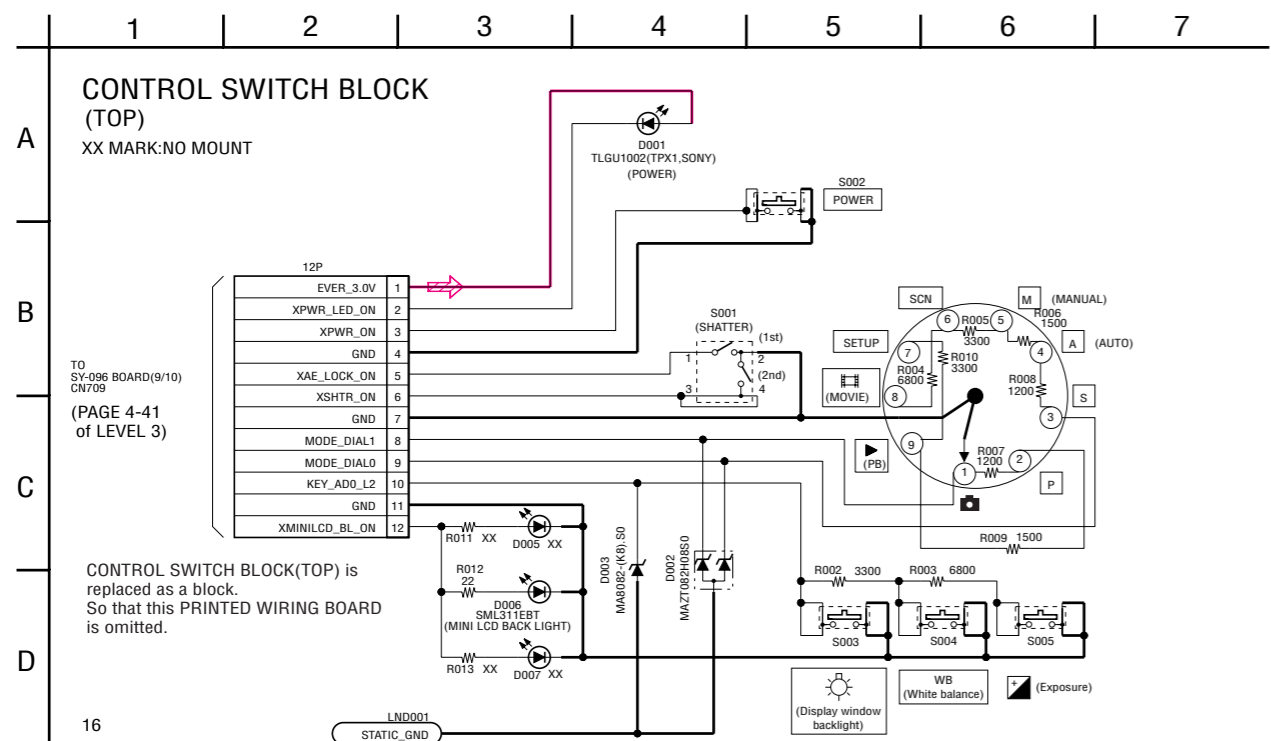 1 2 3 4 5 6 7
A
B
C
D
CONTROL SWITCH BLOCK
(TOP)
XX MARK:NO MOUNT
D001
TLGU1002(TPX1,SONY)
(POWER)
S002
POWER
12P
EVER_3.0V 1
XPWR_LED_ON 2
XPWR_ON 3
GND 4
XAE_LOCK_ON 5
XSHTR_ON 6
GND 7
MODE_DIAL1 8
MODE_DIAL0 9
KEY_AD0_L2 10
GND 11
XMINILCD_BL_ON 12
TO
SY-096 BOARD(9/10)
CN709
(PAGE 4-41
of LEVEL 3)
S001
(SHATTER)
(1st)
1 2
(2nd)
3 4
SCN
M (MANUAL)
R006
1500
6 R005 5
3300
SETUP
7
R010
3300
4
A (AUTO)
R004
6800
(MOVIE)
8
R008
1200
S
3
9
(PB)
R007
1200
2
1
P
R009 1500
R011 XX
D005 XX
R012
22
D006
SML311EBT
(MINI LCD BACK LIGHT)
R013 XX
D007 XX
D003
MA8082-(K8).S0
D002
MAZT082H08S0
R002 3300
R003 6800
S003
S004
S005
(Display window
backlight)
WB
(White balance)
+
(Exposure)
CONTROL SWITCH BLOCK(TOP) is
replaced as a block.
So that this PRINTED WIRING BOARD
is omitted.
16
LND001
STATIC_GND